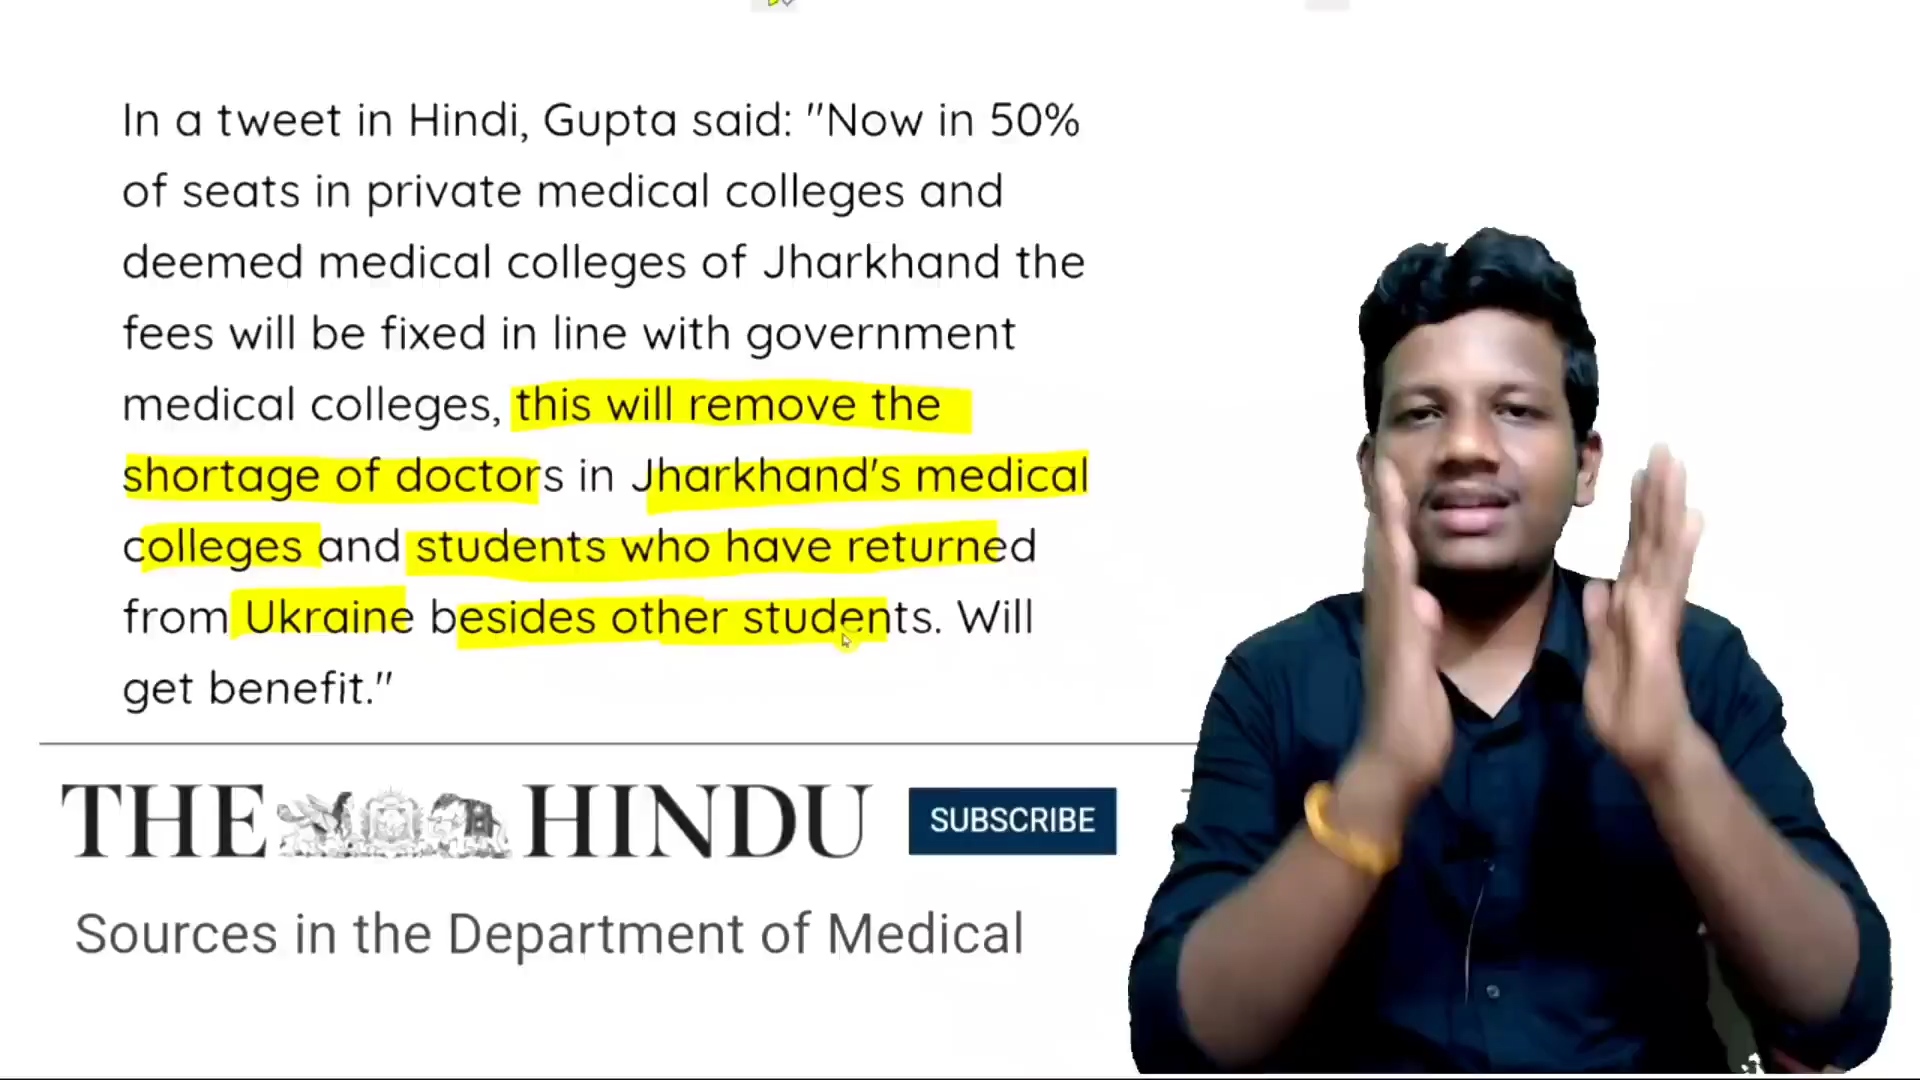 In a tweet in Hindi, Gupta said: "Now in 50%
of seats in private medical colleges and
deemed medical colleges of Jharkhand the
fees will be fixed in line with government
medical colleges, this will remove the
shortage of doctors in Jharkhand's medical
colleges and students who have returned
from Ukraine besides other students. Will
get benefit."
THE HINDU SUBSCRIBE
Sources in the Department of Medical